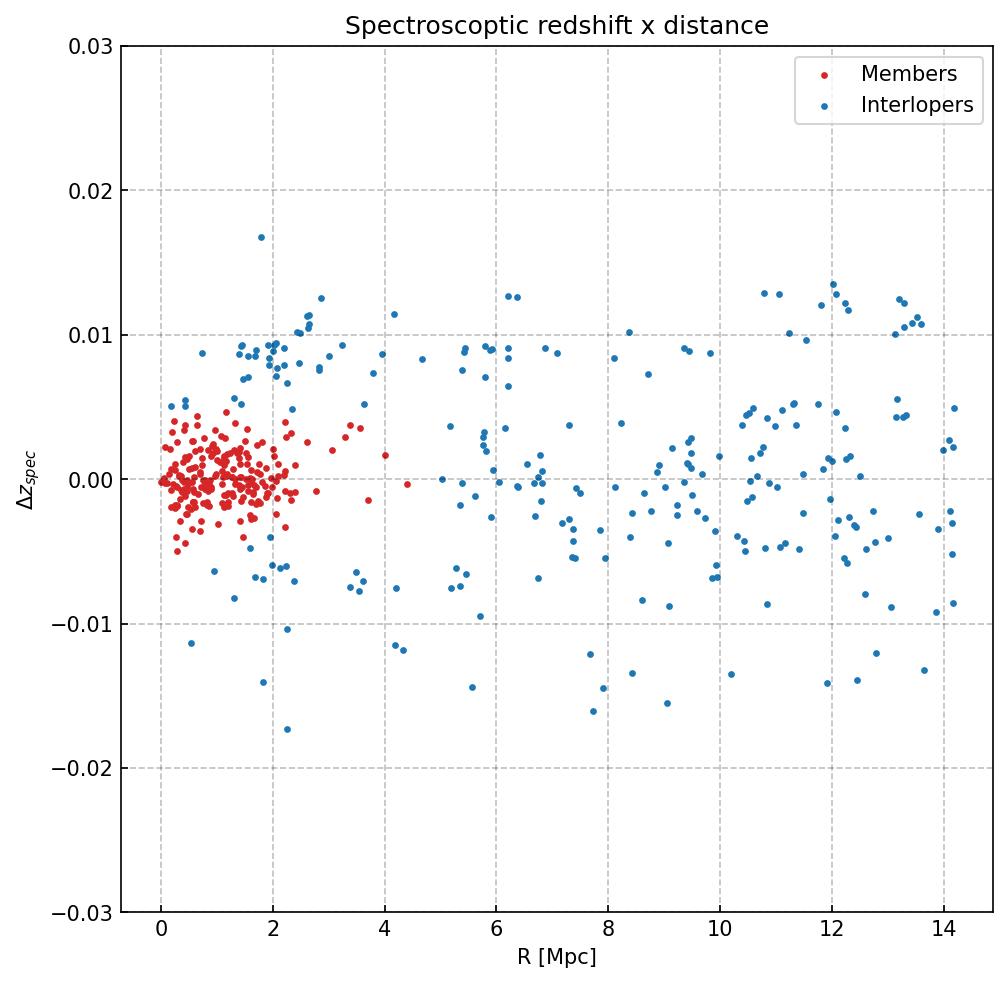 Spectroscoptic redshift x distance
Members
Interlopers
0.03
0.02
0.01
0.00
−0.01
−0.02
−0.03
Δz_spec
0 2 4 6 8 10 12 14
R [Mpc]